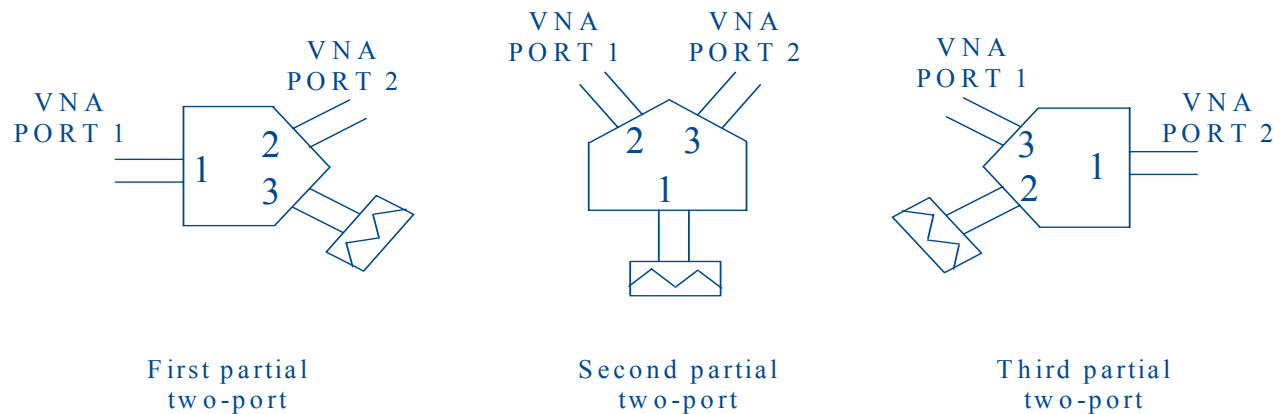 VNA
PORT 1
VNA
PORT 2
1
2
3
First partial
two-port
VNA
PORT 1
VNA
PORT 2
2
3
1
Second partial
two-port
VNA
PORT 1
VNA
PORT 2
3
2
1
Third partial
two-port